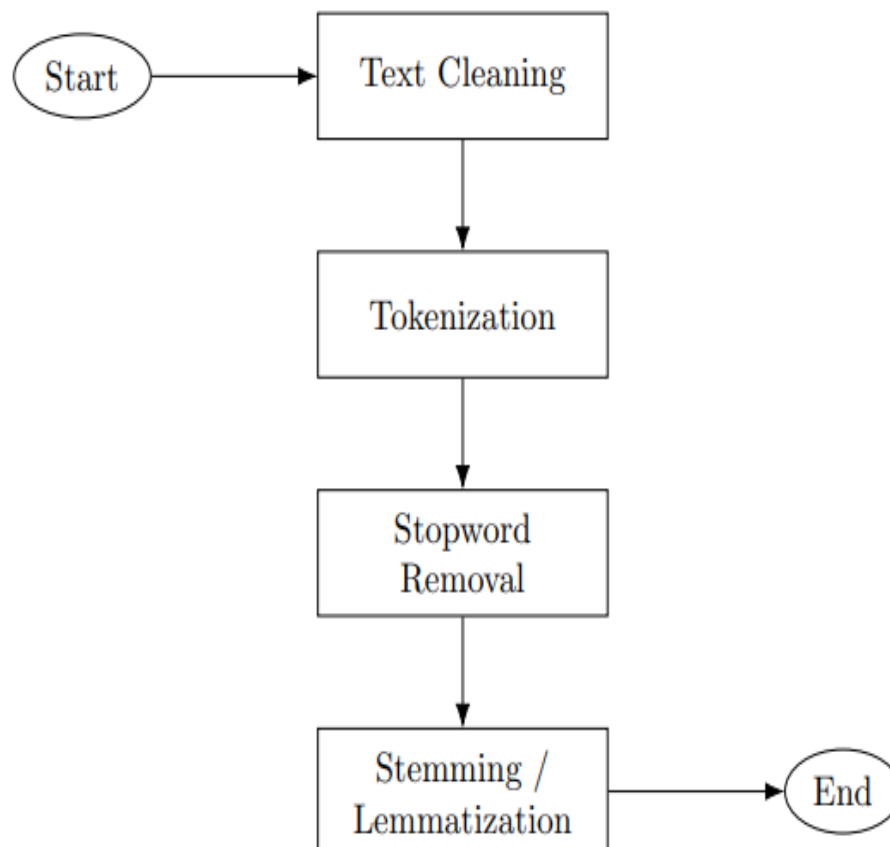 Start
Text Cleaning
Tokenization
Stopword
Removal
Stemming /
Lemmatization
End